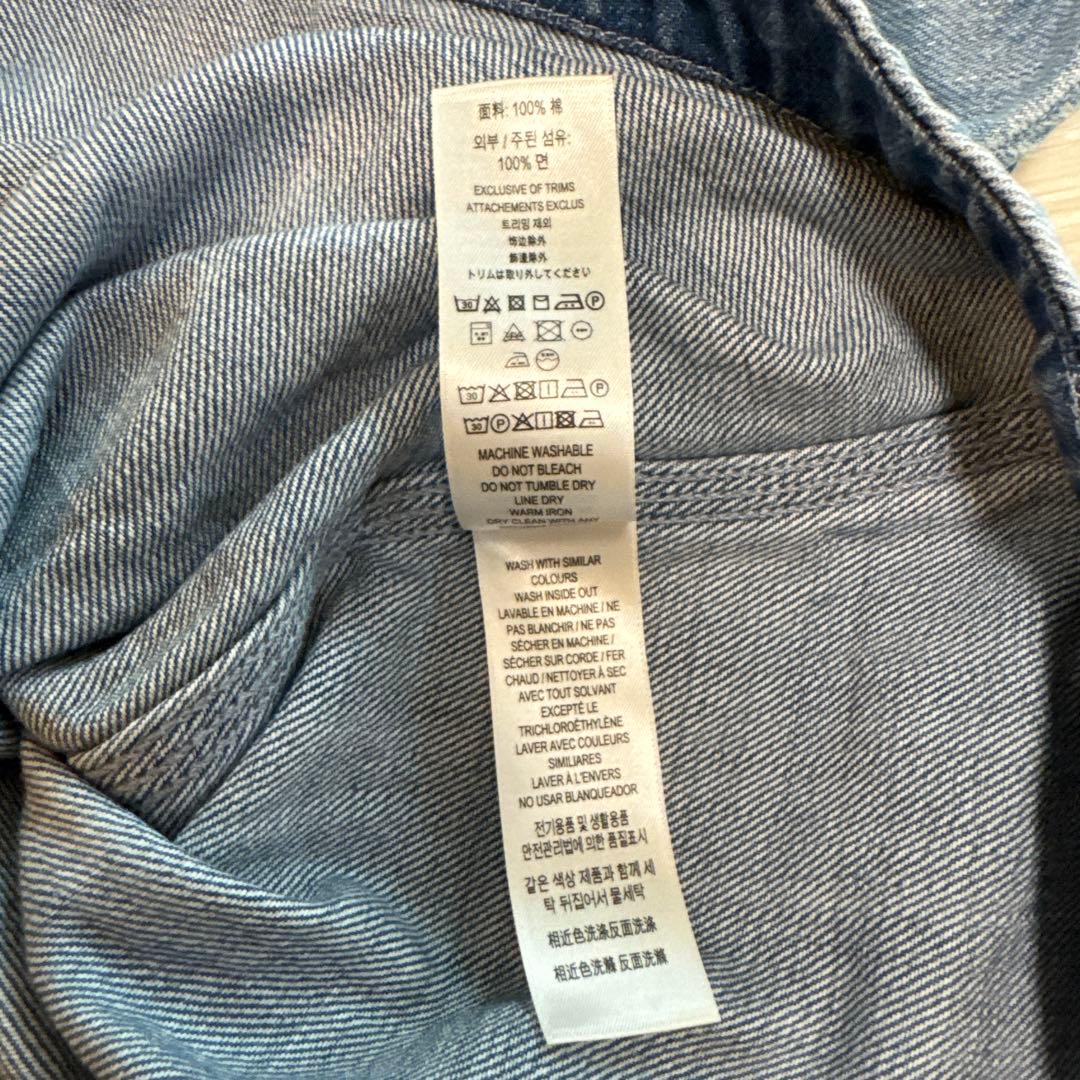 面料: 100% 棉
외부 / 주된 섬유:
100% 면
EXCLUSIVE OF TRIMS
ATTACHEMENTS EXCLUS
트리밍 제외
饰边除外
飾邊除外
トリムは取り外してください
30 P
30 P
30 P
MACHINE WASHABLE
DO NOT BLEACH
DO NOT TUMBLE DRY
LINE DRY
WARM IRON
DRY CLEAN WITH ANY
WASH WITH SIMILAR
COLOURS
WASH INSIDE OUT
LAVABLE EN MACHINE / NE
PAS BLANCHIR / NE PAS
SÉCHER EN MACHINE /
SÉCHER SUR CORDE / FER
CHAUD / NETTOYER À SEC
AVEC TOUT SOLVANT
EXCEPTÉ LE
TRICHLOROÉTHYLÈNE
LAVER AVEC COULEURS
SIMILIARES
LAVER À L'ENVERS
NO USAR BLANQUEADOR
전기용품 및 생활용품
안전관리법에 의한 품질표시
같은 색상 제품과 함께 세
탁 뒤집어서 물세탁
相近色洗涤反面洗涤
相近色洗滌 反面洗滌